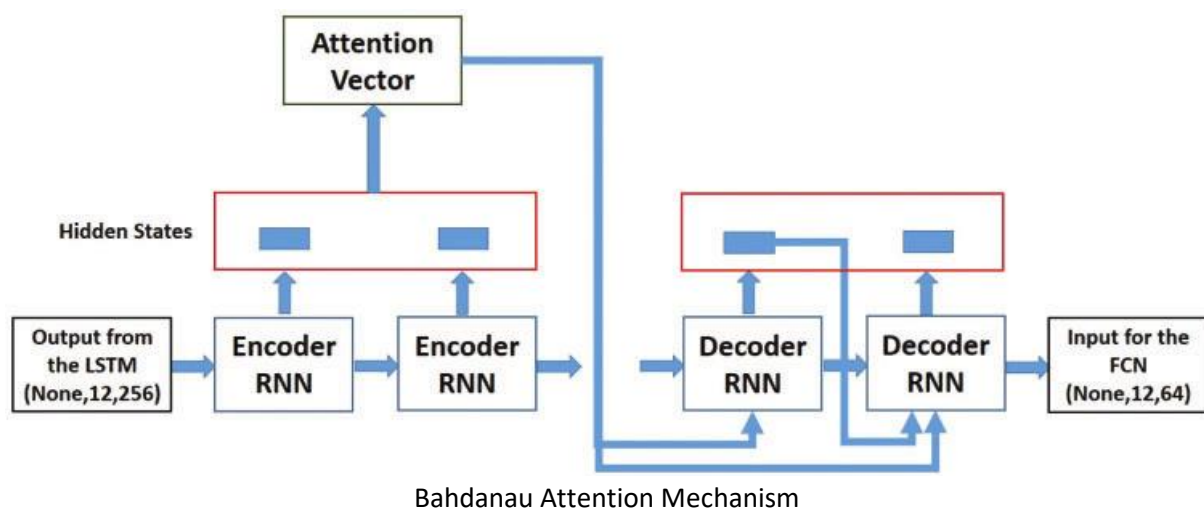 Attention
Vector
Hidden States
Output from
the LSTM
(None,12,256)
Encoder
RNN
Encoder
RNN
Decoder
RNN
Decoder
RNN
Input for the
FCN
(None,12,64)
Bahdanau Attention Mechanism